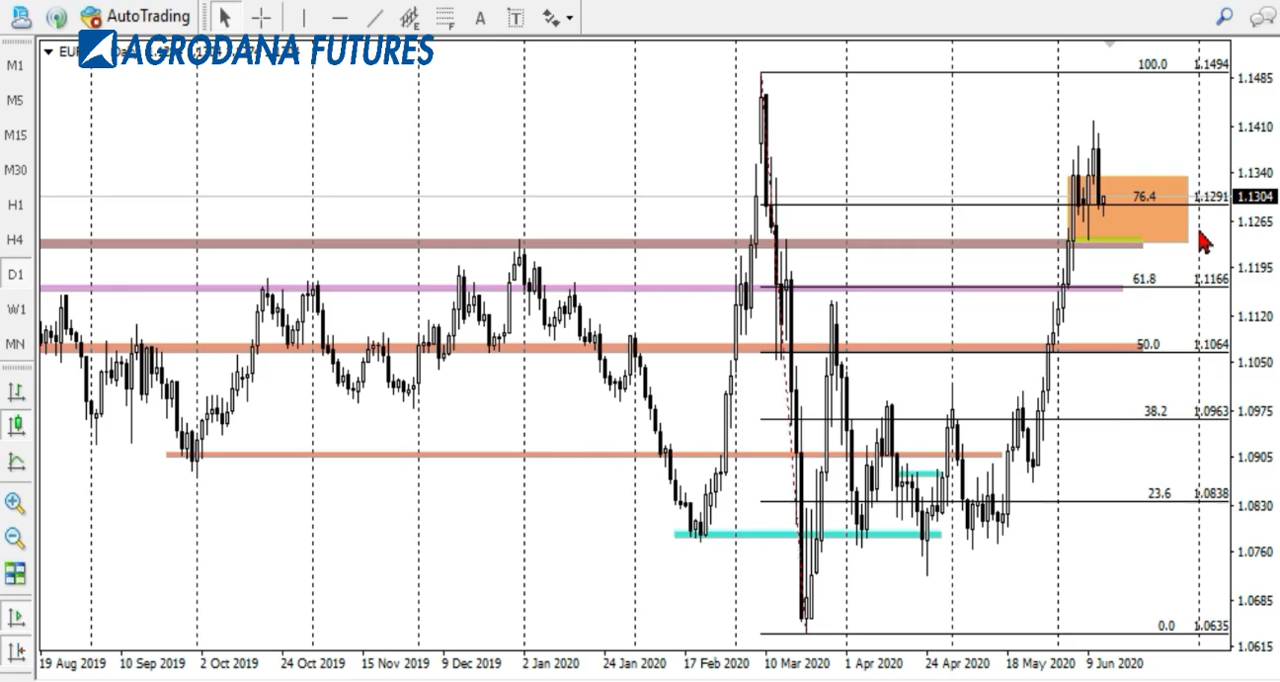 AutoTrading
A
T
E
F
AGRODANA FUTURES
M1
M5
M15
M30
H1
H4
D1
W1
MN
100.0 1.1494
76.4 1.1291
61.8 1.1166
50.0 1.1064
38.2 1.0963
23.6 1.0838
0.0 1.0635
1.1485
1.1410
1.1340
1.1304
1.1265
1.1195
1.1120
1.1050
1.0975
1.0905
1.0830
1.0760
1.0685
1.0615
19 Aug 2019 10 Sep 2019 2 Oct 2019 24 Oct 2019 15 Nov 2019 9 Dec 2019 2 Jan 2020 24 Jan 2020 17 Feb 2020 10 Mar 2020 1 Apr 2020 24 Apr 2020 18 May 2020 9 Jun 2020